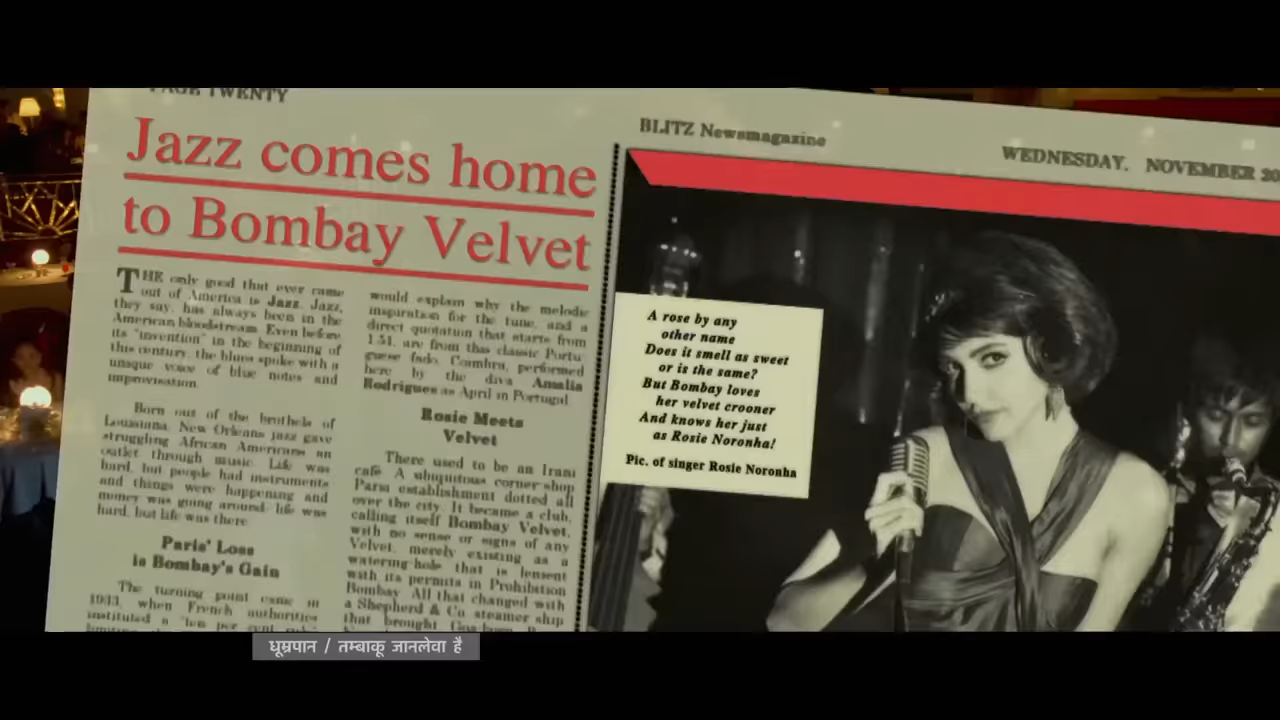 PAGE TWENTY
BLITZ Newsmagazine
WEDNESDAY, NOVEMBER 20
Jazz comes home
to Bombay Velvet
THE only good that ever came
out of America is Jazz. Jazz,
they say, has always been in the
American bloodstream. Even before
its "invention" in the beginning of
this century, the blues spoke with a
unique voice of blue notes and
improvisation.
Born out of the brothels of
Louisiana, New Orleans jazz gave
struggling African Americans an
outlet through music. Life was
hard, but people had instruments
and things were happening and
money was going around; life was
hard, but life was there.
Paris' Loss
is Bombay's Gain
The turning point came in
1933, when French authorities
instituted a "ten per cent
would explain why the melodic
inspiration for the tune, and a
direct quotation that starts from
1.51, are from this classic Portu-
guese fado, Coimbra, performed
here by the diva Amalia
Rodrigues as April in Portugal.
Rosie Meets
Velvet
There used to be an Irani
cafe. A ubiquitous corner-shop
Parsi establishment dotted all
over the city. It became a club,
calling itself Bombay Velvet,
with no sense or signs of any
Velvet, merely existing as a
watering-hole that is lenient
with its permits in Prohibition
Bombay. All that changed with
a Shepherd & Co steamer ship
that brought
A rose by any
other name
Does it smell as sweet
or is the same?
But Bombay loves
her velvet crooner
And knows her just
as Rosie Noronha!
Pic. of singer Rosie Noronha
धूम्रपान / तम्बाकू जानलेवा है